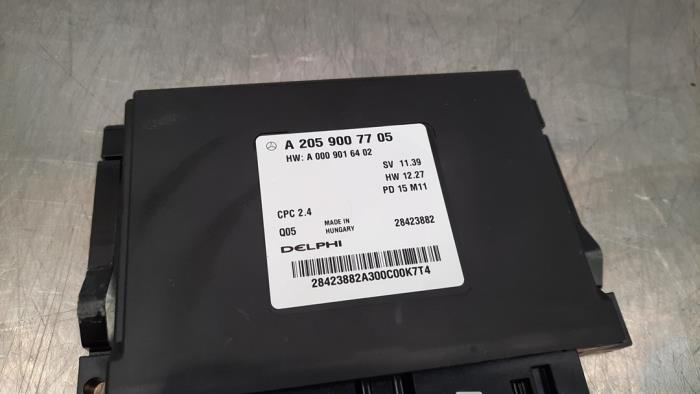 A 205 900 77 05
HW: A 000 901 64 02
SV 11.39
HW 12.27
PD 15 M11
CPC 2.4
Q05 MADE IN HUNGARY 28423882
DELPHI
28423882A300C00K7T4